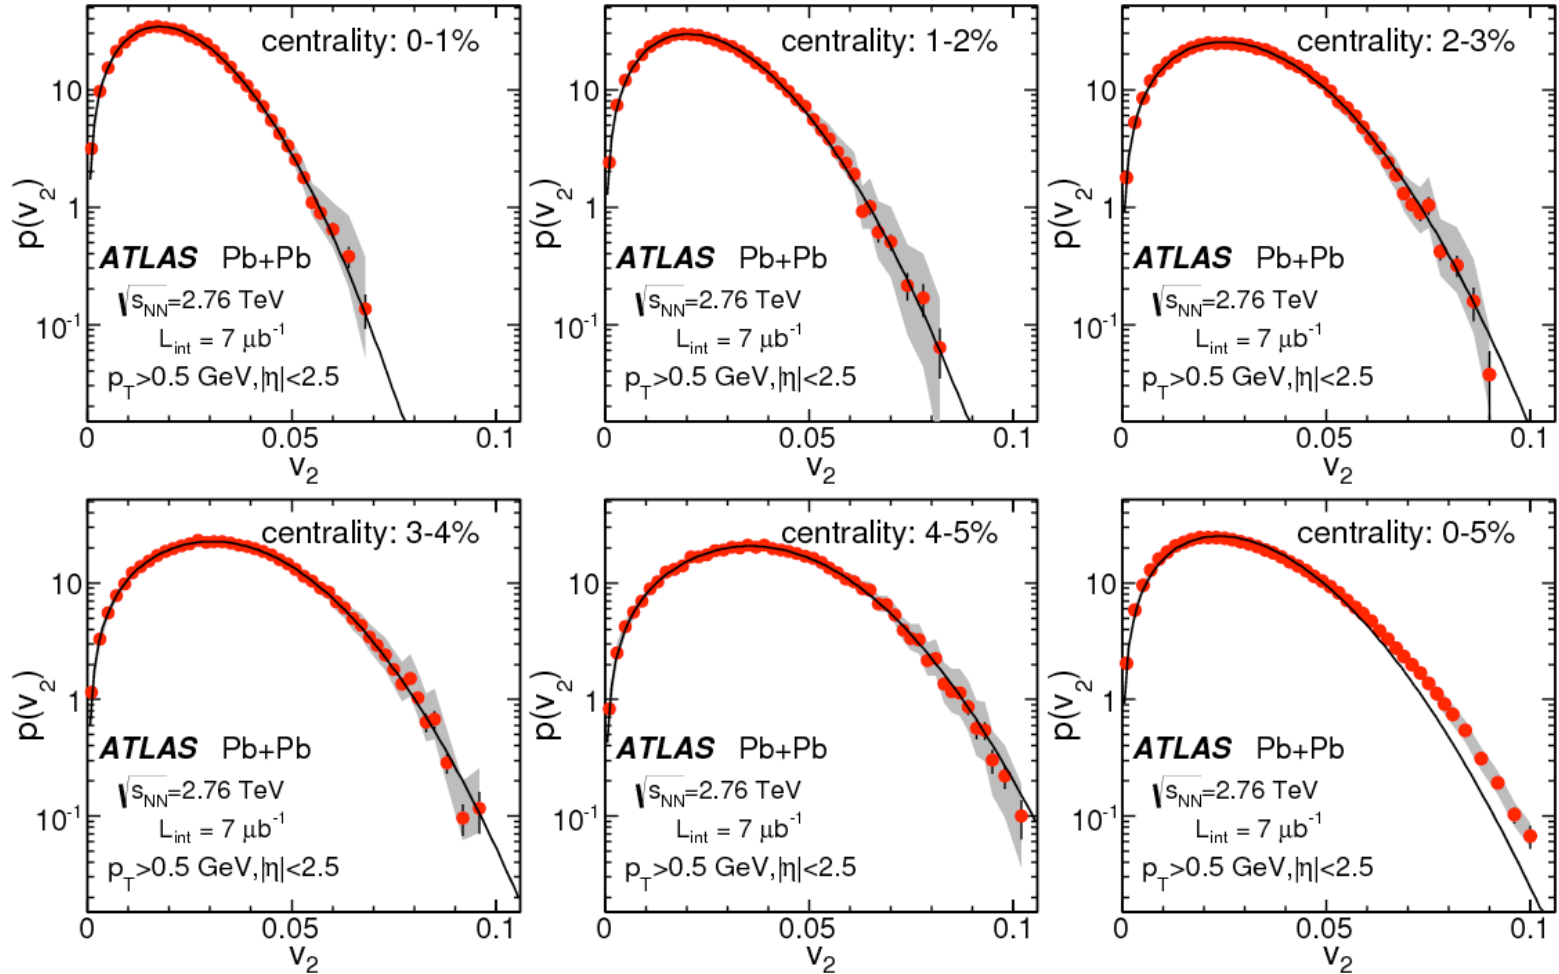 centrality: 0-1%
p(v2)
10
1
10-1
ATLAS Pb+Pb
√sNN=2.76 TeV
Lint = 7 μb-1
pT>0.5 GeV,|η|<2.5
0 0.05 0.1
v2
centrality: 1-2%
p(v2)
10
1
10-1
ATLAS Pb+Pb
√sNN=2.76 TeV
Lint = 7 μb-1
pT>0.5 GeV,|η|<2.5
0 0.05 0.1
v2
centrality: 2-3%
p(v2)
10
1
10-1
ATLAS Pb+Pb
√sNN=2.76 TeV
Lint = 7 μb-1
pT>0.5 GeV,|η|<2.5
0 0.05 0.1
v2
centrality: 3-4%
p(v2)
10
1
10-1
ATLAS Pb+Pb
√sNN=2.76 TeV
Lint = 7 μb-1
pT>0.5 GeV,|η|<2.5
0 0.05 0.1
v2
centrality: 4-5%
p(v2)
10
1
10-1
ATLAS Pb+Pb
√sNN=2.76 TeV
Lint = 7 μb-1
pT>0.5 GeV,|η|<2.5
0 0.05 0.1
v2
centrality: 0-5%
p(v2)
10
1
10-1
ATLAS Pb+Pb
√sNN=2.76 TeV
Lint = 7 μb-1
pT>0.5 GeV,|η|<2.5
0 0.05 0.1
v2